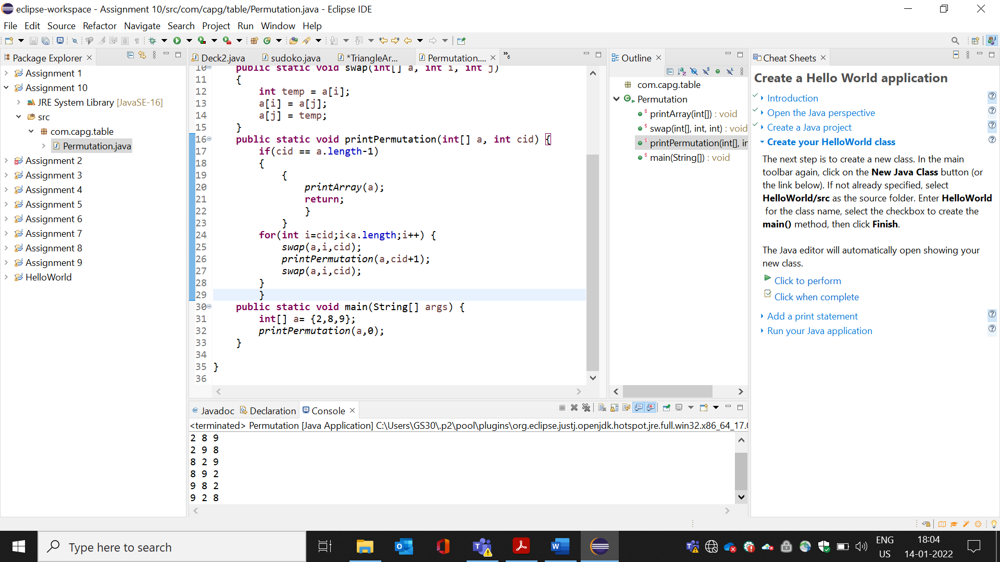 eclipse-workspace - Assignment 10/src/com/capg/table/Permutation.java - Eclipse IDE
File Edit Source Refactor Navigate Search Project Run Window Help
Package Explorer
Assignment 1
Assignment 10
JRE System Library [JavaSE-16]
src
com.capg.table
Permutation.java
Assignment 2
Assignment 3
Assignment 4
Assignment 5
Assignment 6
Assignment 7
Assignment 8
Assignment 9
HelloWorld
Deck2.java sudoko.java *TriangleAr... Permutation.... »6
10 public static void swap(int[] a, int i, int j)
11 {
12 int temp = a[i];
13 a[i] = a[j];
14 a[j] = temp;
15 }
16 public static void printPermutation(int[] a, int cid) {
17 if(cid == a.length-1)
18 {
19 {
20 printArray(a);
21 return;
22 }
23 }
24 for(int i=cid;i<a.length;i++) {
25 swap(a,i,cid);
26 printPermutation(a,cid+1);
27 swap(a,i,cid);
28 }
29 }
30 public static void main(String[] args) {
31 int[] a= {2,8,9};
32 printPermutation(a,0);
33 }
34
35 }
36
Outline
com.capg.table
Permutation
printArray(int[]) : void
swap(int[], int, int) : void
printPermutation(int[], in
main(String[]) : void
Cheat Sheets
Create a Hello World application
Introduction
Open the Java perspective
Create a Java project
Create your HelloWorld class
The next step is to create a new class. In the main
toolbar again, click on the New Java Class button (or
the link below). If not already specified, select
HelloWorld/src as the source folder. Enter HelloWorld
for the class name, select the checkbox to create the
main() method, then click Finish.
The Java editor will automatically open showing your
new class.
Click to perform
Click when complete
Add a print statement
Run your Java application
@ Javadoc Declaration Console
<terminated> Permutation [Java Application] C:\Users\GS30\.p2\pool\plugins\org.eclipse.justj.openjdk.hotspot.jre.full.win32.x86_64_17.0
2 8 9
2 9 8
8 2 9
8 9 2
9 8 2
9 2 8
Type here to search
ENG
US
18:04
14-01-2022